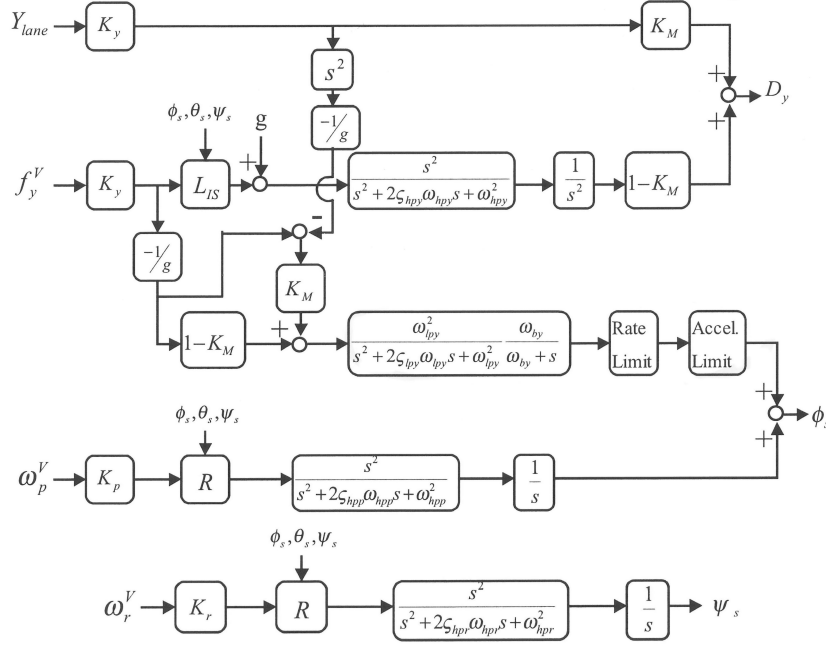 Y_lane K_y K_M
s^2
+ D_y
ϕ_s,θ_s,ψ_s g -1/g +
f_y^V K_y L_IS + s^2/(s^2+2ς_hpy ω_hpy s+ω_hpy^2) 1/s^2 1-K_M
-
-1/g
K_M
1-K_M + ω_lpy^2/(s^2+2ς_lpy ω_lpy s+ω_lpy^2) ω_by/(ω_by+s) Rate Limit Accel. Limit
ϕ_s,θ_s,ψ_s + ϕ_s
+
ω_p^V K_p R s^2/(s^2+2ς_hpp ω_hpp s+ω_hpp^2) 1/s
ϕ_s,θ_s,ψ_s
ω_r^V K_r R s^2/(s^2+2ς_hpr ω_hpr s+ω_hpr^2) 1/s ψ_s